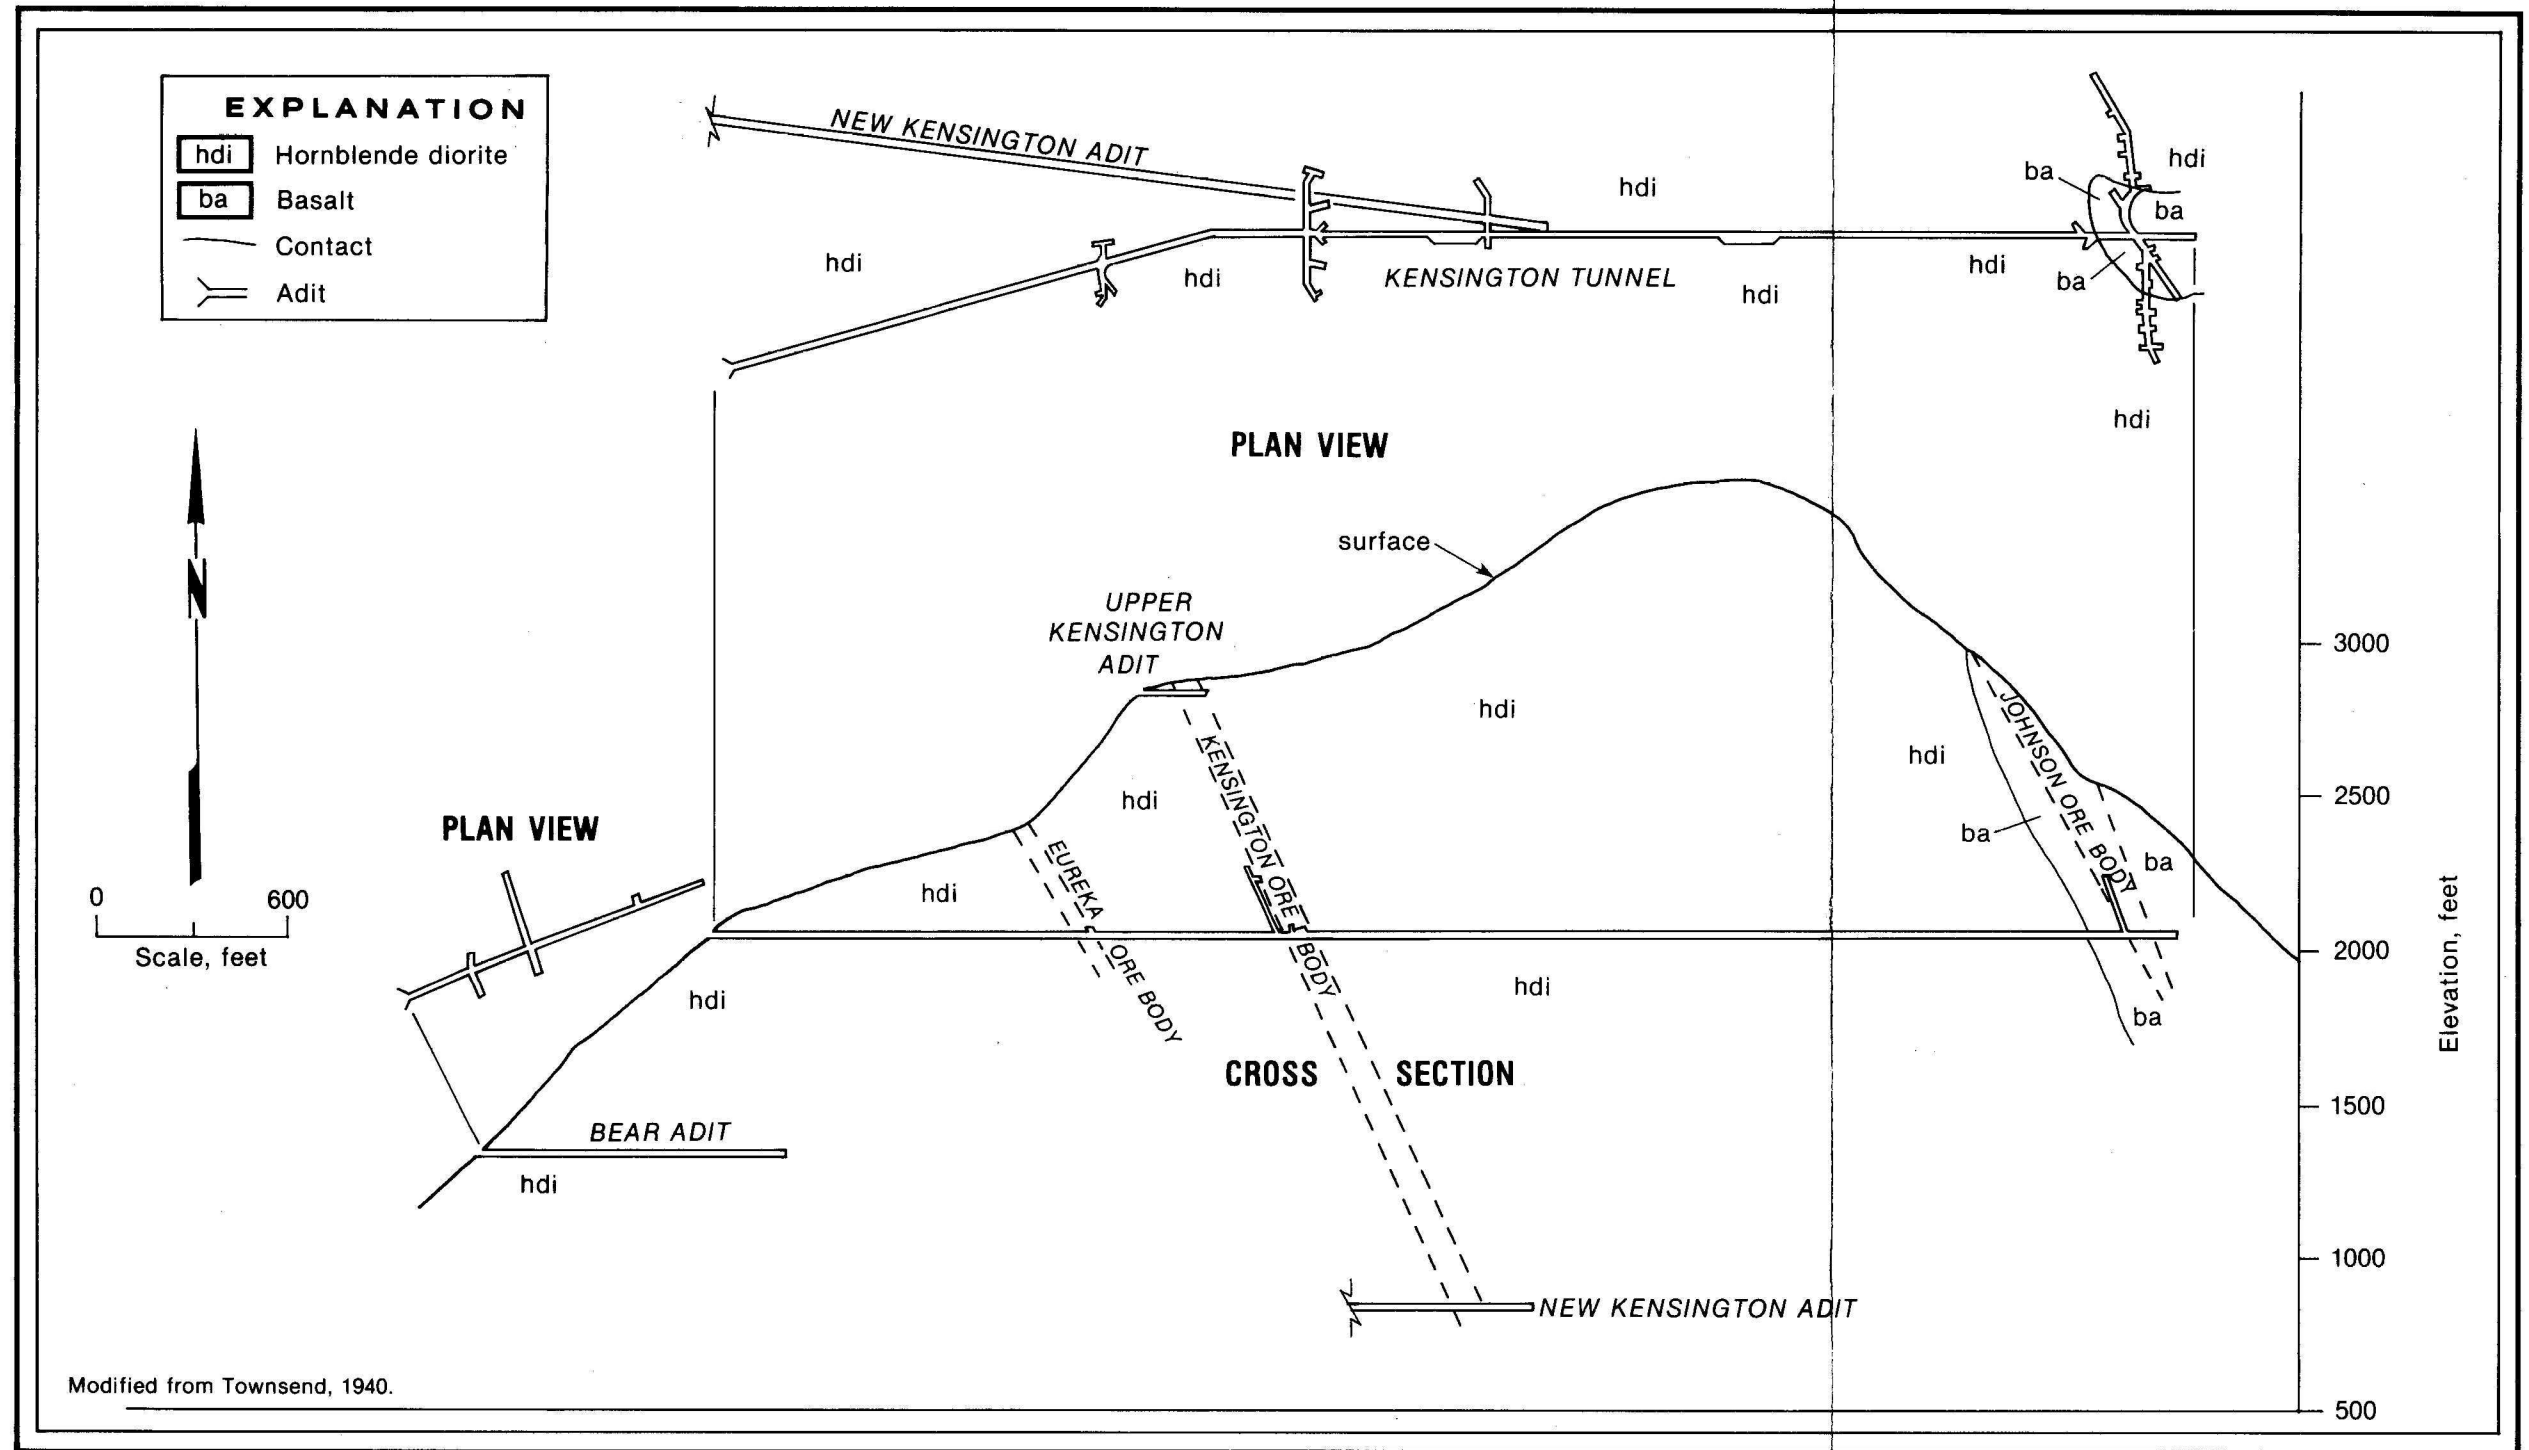 EXPLANATION
hdi Hornblende diorite
ba Basalt
Contact
Adit
NEW KENSINGTON ADIT
hdi
hdi
hdi
KENSINGTON TUNNEL
hdi
hdi
ba
hdi
ba
ba
hdi
PLAN VIEW
N
0 600
Scale, feet
surface
UPPER
KENSINGTON
ADIT
hdi
hdi
hdi
hdi
EUREKA ORE BODY
KENSINGTON ORE BODY
JOHNSON ORE BODY
hdi
ba
ba
ba
hdi
hdi
PLAN VIEW
CROSS SECTION
BEAR ADIT
hdi
NEW KENSINGTON ADIT
3000
2500
2000
1500
1000
500
Elevation, feet
Modified from Townsend, 1940.